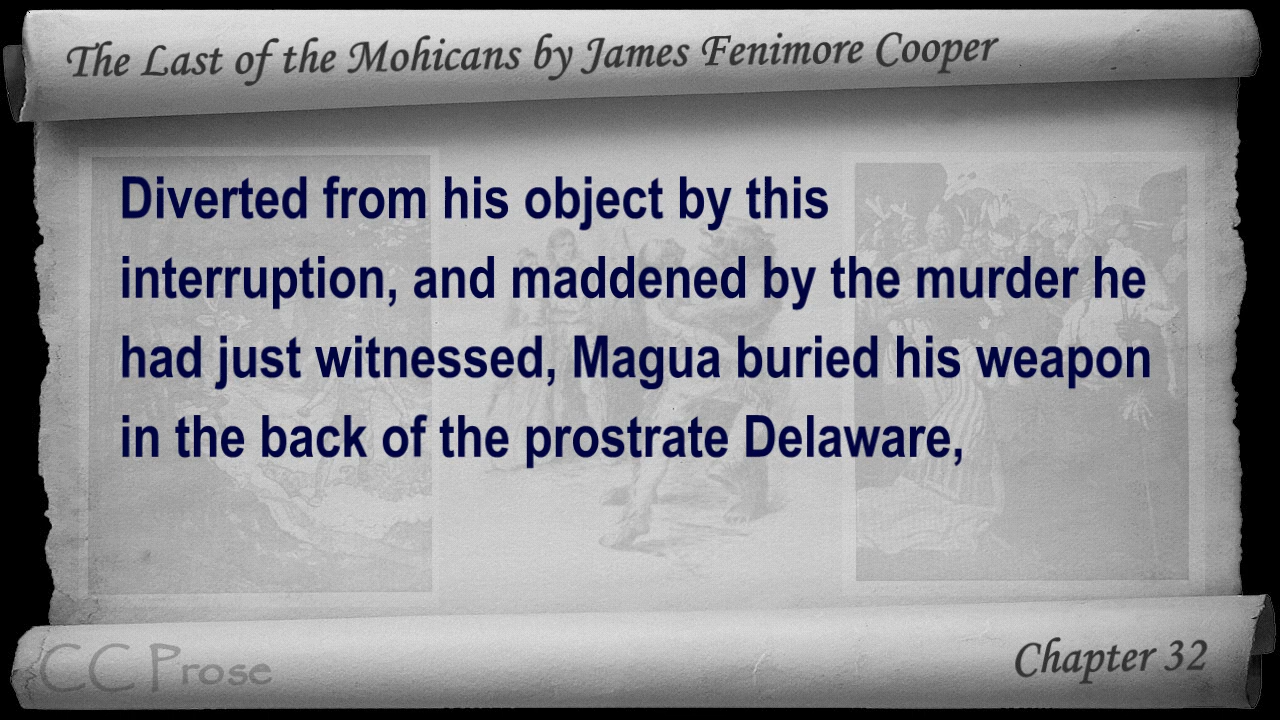 The Last of the Mohicans by James Fenimore Cooper
Diverted from his object by this
interruption, and maddened by the murder he
had just witnessed, Magua buried his weapon
in the back of the prostrate Delaware,
CC Prose
Chapter 32